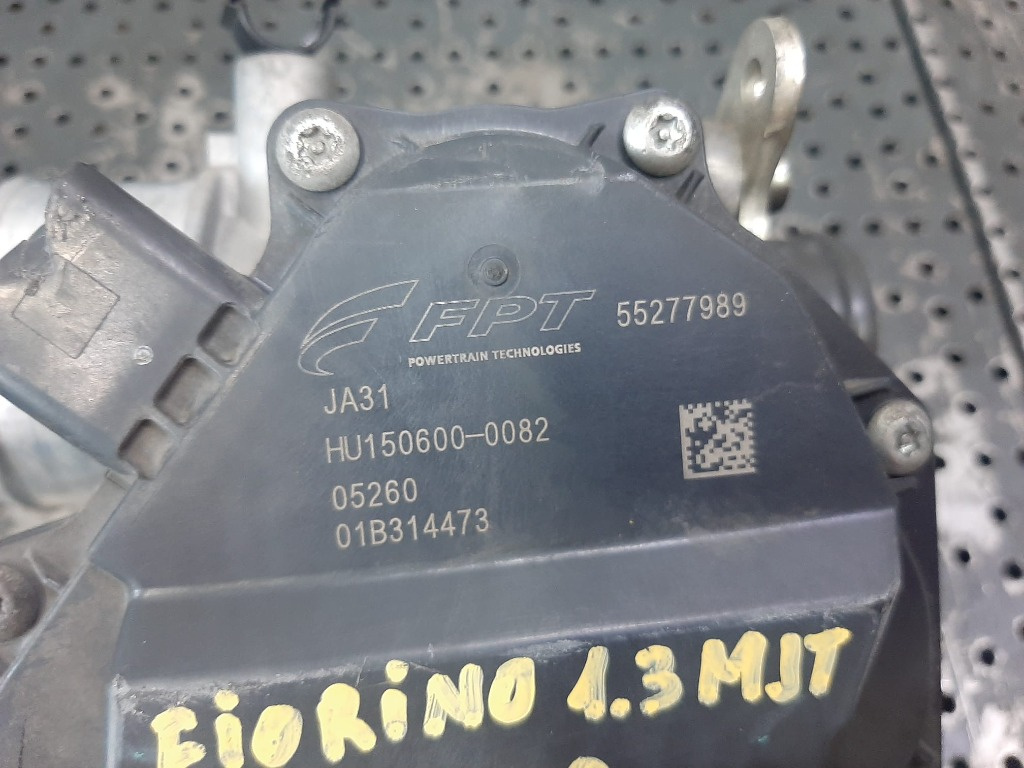 FPT 55277989
POWERTRAIN TECHNOLOGIES
JA31
HU150600-0082
05260
01B314473
FIORINO 1.3 MJT